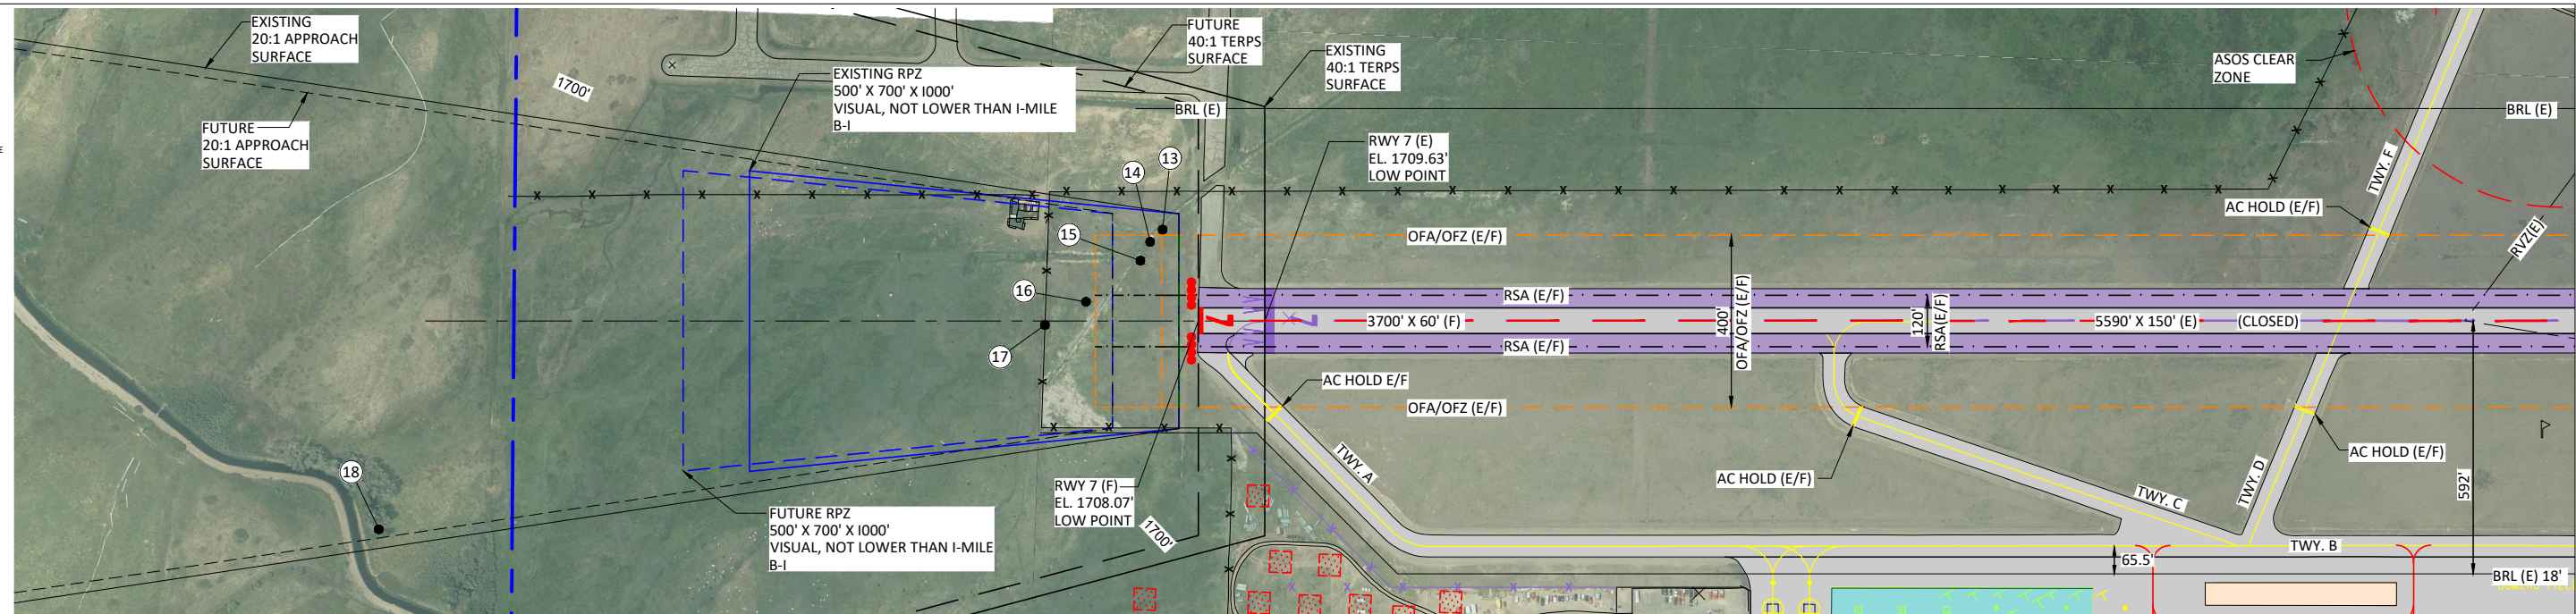 EXISTING
20:1 APPROACH
SURFACE
FUTURE
20:1 APPROACH
SURFACE
1700'
EXISTING RPZ
500' X 700' X I000'
VISUAL, NOT LOWER THAN I-MILE
B-I
FUTURE
40:1 TERPS
SURFACE
EXISTING
40:1 TERPS
SURFACE
BRL (E)
RWY 7 (E)
EL. 1709.63'
LOW POINT
ASOS CLEAR
ZONE
BRL (E)
TWY. F
AC HOLD (E/F)
RVZ(E)
13
14
15
16
17
18
OFA/OFZ (E/F)
RSA (E/F)
7
7
3700' X 60' (F)
400'
OFA/OFZ (E/F)
120'
RSA(E/F)
5590' X 150' (E)
(CLOSED)
RSA (E/F)
AC HOLD E/F
OFA/OFZ (E/F)
TWY. A
AC HOLD (E/F)
TWY. C
TWY. D
AC HOLD (E/F)
592'
RWY 7 (F)
EL. 1708.07'
LOW POINT
1700'
FUTURE RPZ
500' X 700' X I000'
VISUAL, NOT LOWER THAN I-MILE
B-I
TWY. B
65.5'
BRL (E) 18'